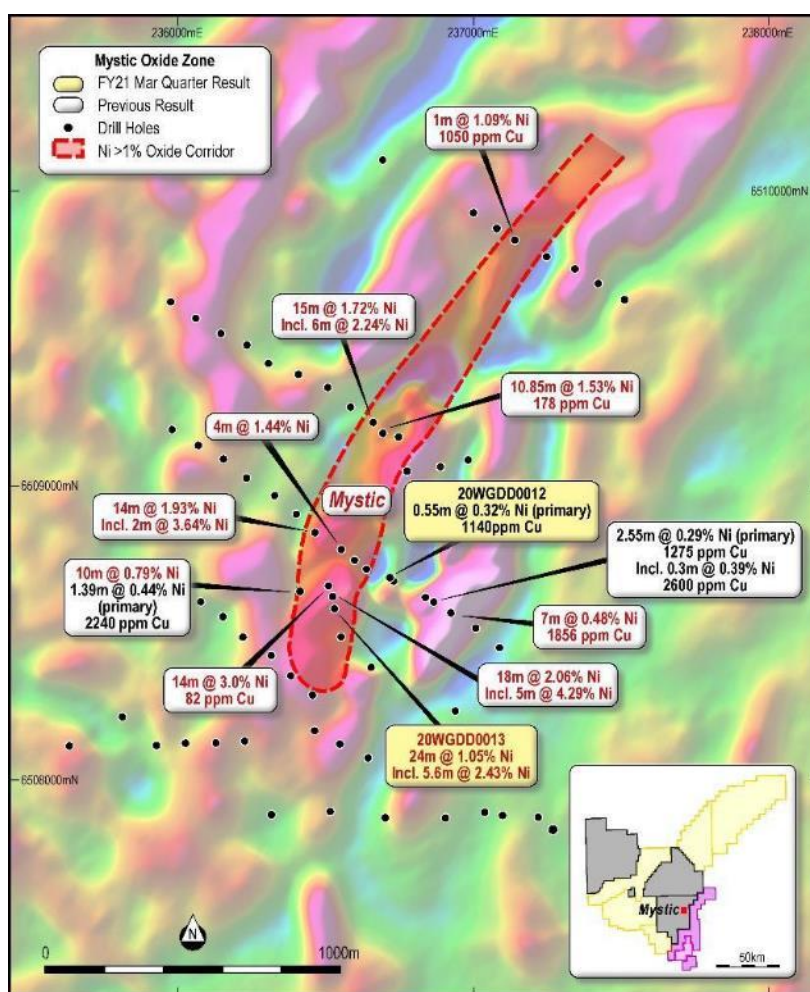 236000mE
237000mE
238000mE
Mystic Oxide Zone
FY21 Mar Quarter Result
Previous Result
Drill Holes
Ni >1% Oxide Corridor
1m @ 1.09% Ni
1050 ppm Cu
6510000mN
15m @ 1.72% Ni
Incl. 6m @ 2.24% Ni
10.85m @ 1.53% Ni
178 ppm Cu
4m @ 1.44% Ni
6509000mN
Mystic
20WGDD0012
0.55m @ 0.32% Ni (primary)
1140ppm Cu
14m @ 1.93% Ni
Incl. 2m @ 3.64% Ni
2.55m @ 0.29% Ni (primary)
1275 ppm Cu
Incl. 0.3m @ 0.39% Ni
2600 ppm Cu
10m @ 0.79% Ni
1.39m @ 0.44% Ni
(primary)
2240 ppm Cu
7m @ 0.48% Ni
1856 ppm Cu
14m @ 3.0% Ni
82 ppm Cu
18m @ 2.06% Ni
Incl. 5m @ 4.29% Ni
20WGDD0013
24m @ 1.05% Ni
Incl. 5.6m @ 2.43% Ni
6508000mN
Mystic
N
0
1000m
50km